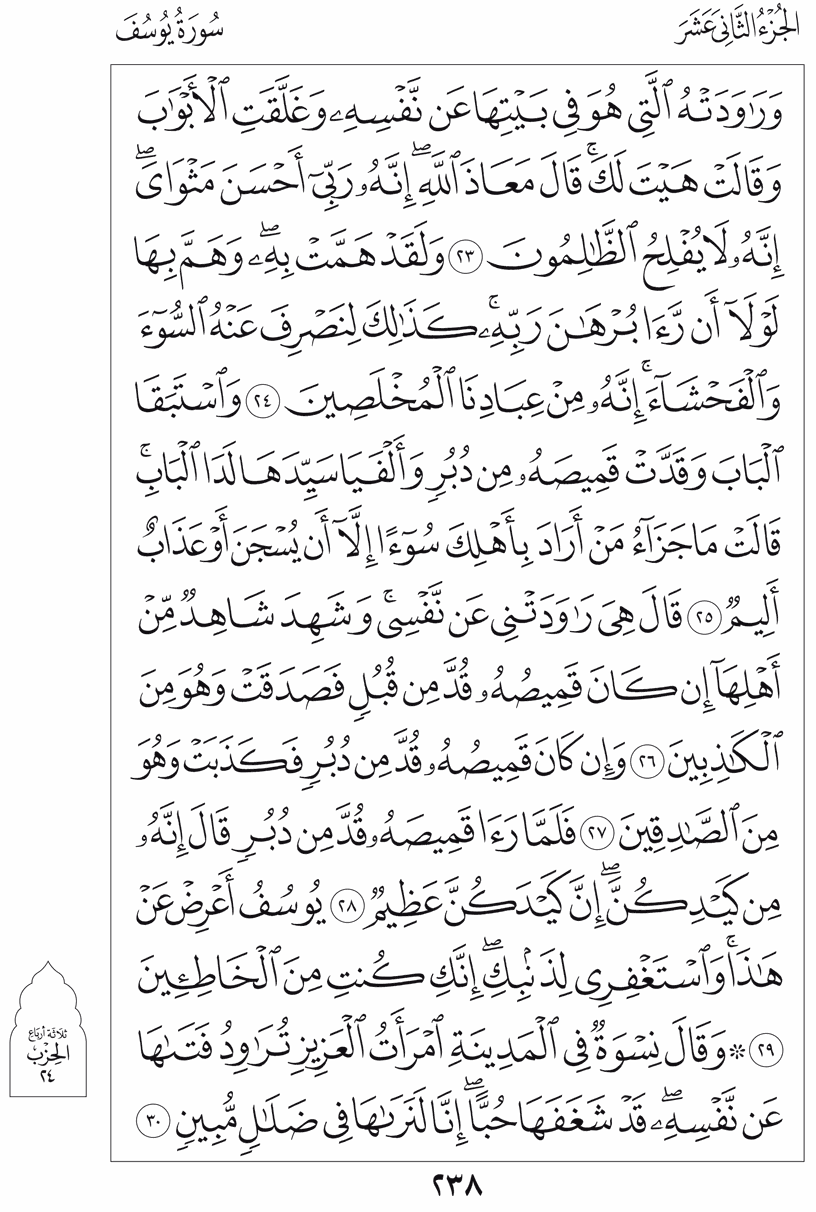 الجُزْءُ الثَّانِي عَشَرَ
سُورَةُ يُوسُفَ
وَرَٰوَدَتْهُ ٱلَّتِى هُوَ فِى بَيْتِهَا عَن نَّفْسِهِۦ وَغَلَّقَتِ ٱلْأَبْوَٰبَ
وَقَالَتْ هَيْتَ لَكَ ۚ قَالَ مَعَاذَ ٱللَّهِ ۖ إِنَّهُۥ رَبِّىٓ أَحْسَنَ مَثْوَاىَ ۖ
إِنَّهُۥ لَا يُفْلِحُ ٱلظَّٰلِمُونَ ٢٣ وَلَقَدْ هَمَّتْ بِهِۦ ۖ وَهَمَّ بِهَا
لَوْلَآ أَن رَّءَا بُرْهَٰنَ رَبِّهِۦ ۚ كَذَٰلِكَ لِنَصْرِفَ عَنْهُ ٱلسُّوٓءَ
وَٱلْفَحْشَآءَ ۚ إِنَّهُۥ مِنْ عِبَادِنَا ٱلْمُخْلَصِينَ ٢٤ وَٱسْتَبَقَا
ٱلْبَابَ وَقَدَّتْ قَمِيصَهُۥ مِن دُبُرٍ وَأَلْفَيَا سَيِّدَهَا لَدَا ٱلْبَابِ ۚ
قَالَتْ مَا جَزَآءُ مَنْ أَرَادَ بِأَهْلِكَ سُوٓءًا إِلَّآ أَن يُسْجَنَ أَوْ عَذَابٌ
أَلِيمٌ ٢٥ قَالَ هِىَ رَٰوَدَتْنِى عَن نَّفْسِى ۚ وَشَهِدَ شَاهِدٌ مِّنْ
أَهْلِهَآ إِن كَانَ قَمِيصُهُۥ قُدَّ مِن قُبُلٍ فَصَدَقَتْ وَهُوَ مِنَ
ٱلْكَٰذِبِينَ ٢٦ وَإِن كَانَ قَمِيصُهُۥ قُدَّ مِن دُبُرٍ فَكَذَبَتْ وَهُوَ
مِنَ ٱلصَّٰدِقِينَ ٢٧ فَلَمَّا رَءَا قَمِيصَهُۥ قُدَّ مِن دُبُرٍ قَالَ إِنَّهُۥ
مِن كَيْدِكُنَّ ۖ إِنَّ كَيْدَكُنَّ عَظِيمٌ ٢٨ يُوسُفُ أَعْرِضْ عَنْ
هَٰذَا ۚ وَٱسْتَغْفِرِى لِذَنۢبِكِ ۖ إِنَّكِ كُنتِ مِنَ ٱلْخَاطِـِٔينَ
٢٩ ۞ وَقَالَ نِسْوَةٌ فِى ٱلْمَدِينَةِ ٱمْرَأَتُ ٱلْعَزِيزِ تُرَٰوِدُ فَتَىٰهَا
عَن نَّفْسِهِۦ ۖ قَدْ شَغَفَهَا حُبًّا ۖ إِنَّا لَنَرَىٰهَا فِى ضَلَٰلٍ مُّبِينٍ ٣٠
ثلاثة أرباع
الحِزْب
٢٤
٢٣٨